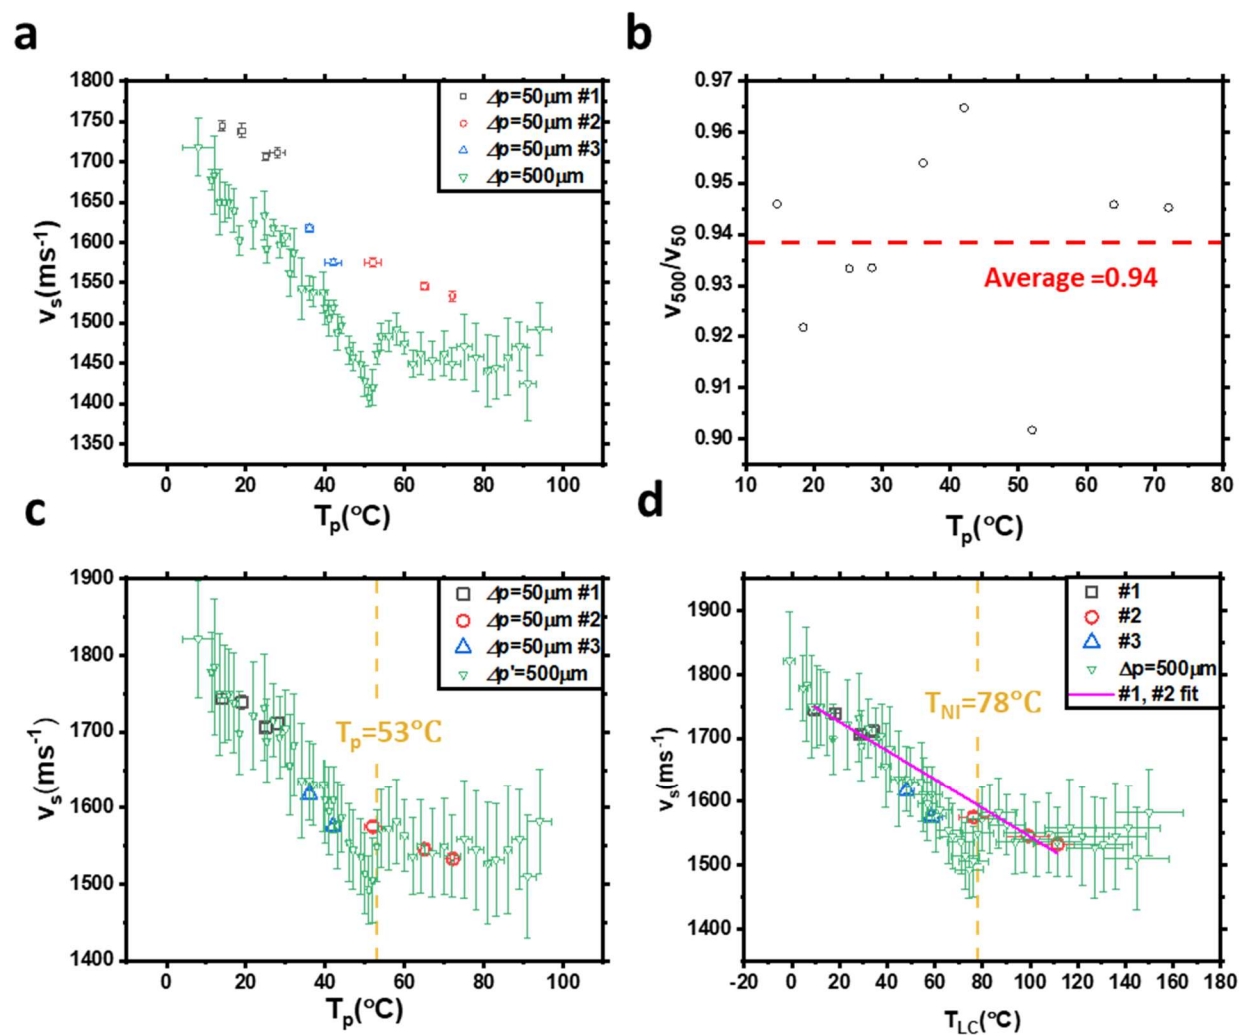 a
1800
1750
1700
1650
1600
1550
1500
1450
1400
1350
vₛ(ms⁻¹)
0 20 40 60 80 100
Tₚ(°C)
Δp=50μm #1
Δp=50μm #2
Δp=50μm #3
Δp=500μm
b
0.97
0.96
0.95
0.94
0.93
0.92
0.91
0.90
v₅₀₀/v₅₀
Average =0.94
10 20 30 40 50 60 70 80
Tₚ(°C)
c
1900
1800
1700
1600
1500
1400
vₛ(ms⁻¹)
0 20 40 60 80 100
Tₚ(°C)
Δp=50μm #1
Δp=50μm #2
Δp=50μm #3
Δp'=500μm
Tₚ=53°C
d
1900
1800
1700
1600
1500
1400
vₛ(ms⁻¹)
-20 0 20 40 60 80 100 120 140 160 180
T_LC(°C)
#1
#2
#3
Δp=500μm
#1, #2 fit
T_NI=78°C